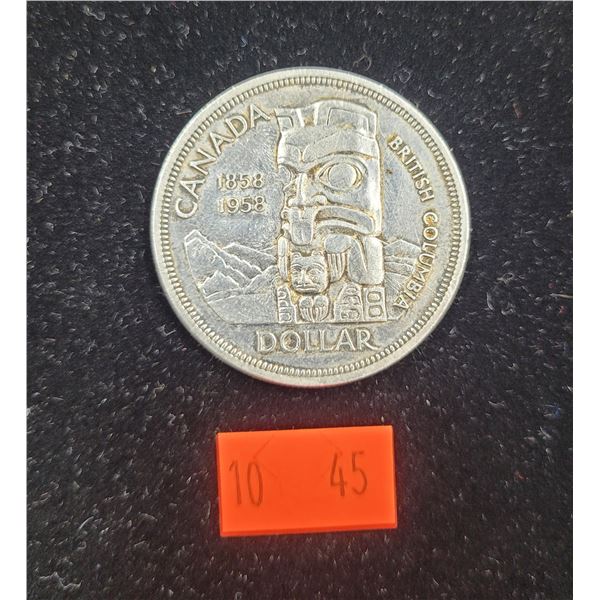 CANADA
1858
1958
BRITISH COLUMBIA
DOLLAR
10 45